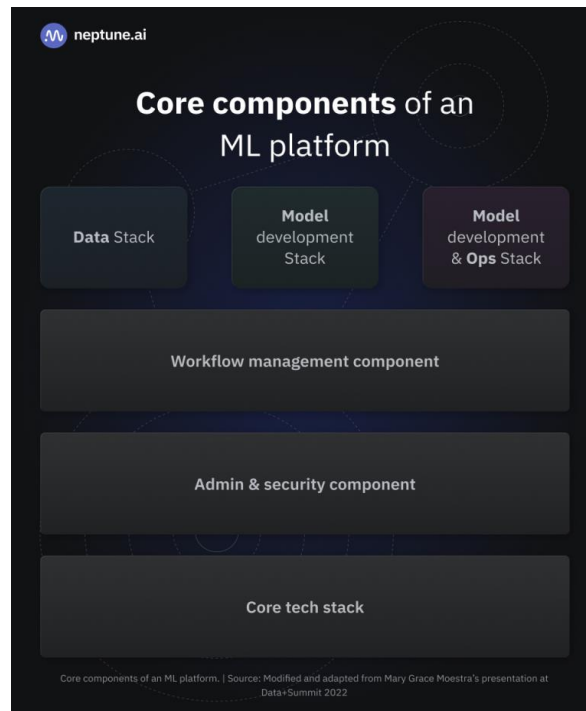 neptune.ai
Core components of an
ML platform
Data Stack
Model
development
Stack
Model
development
& Ops Stack
Workflow management component
Admin & security component
Core tech stack
Core components of an ML platform. | Source: Modified and adapted from Mary Grace Moestra's presentation at
Data+Summit 2022